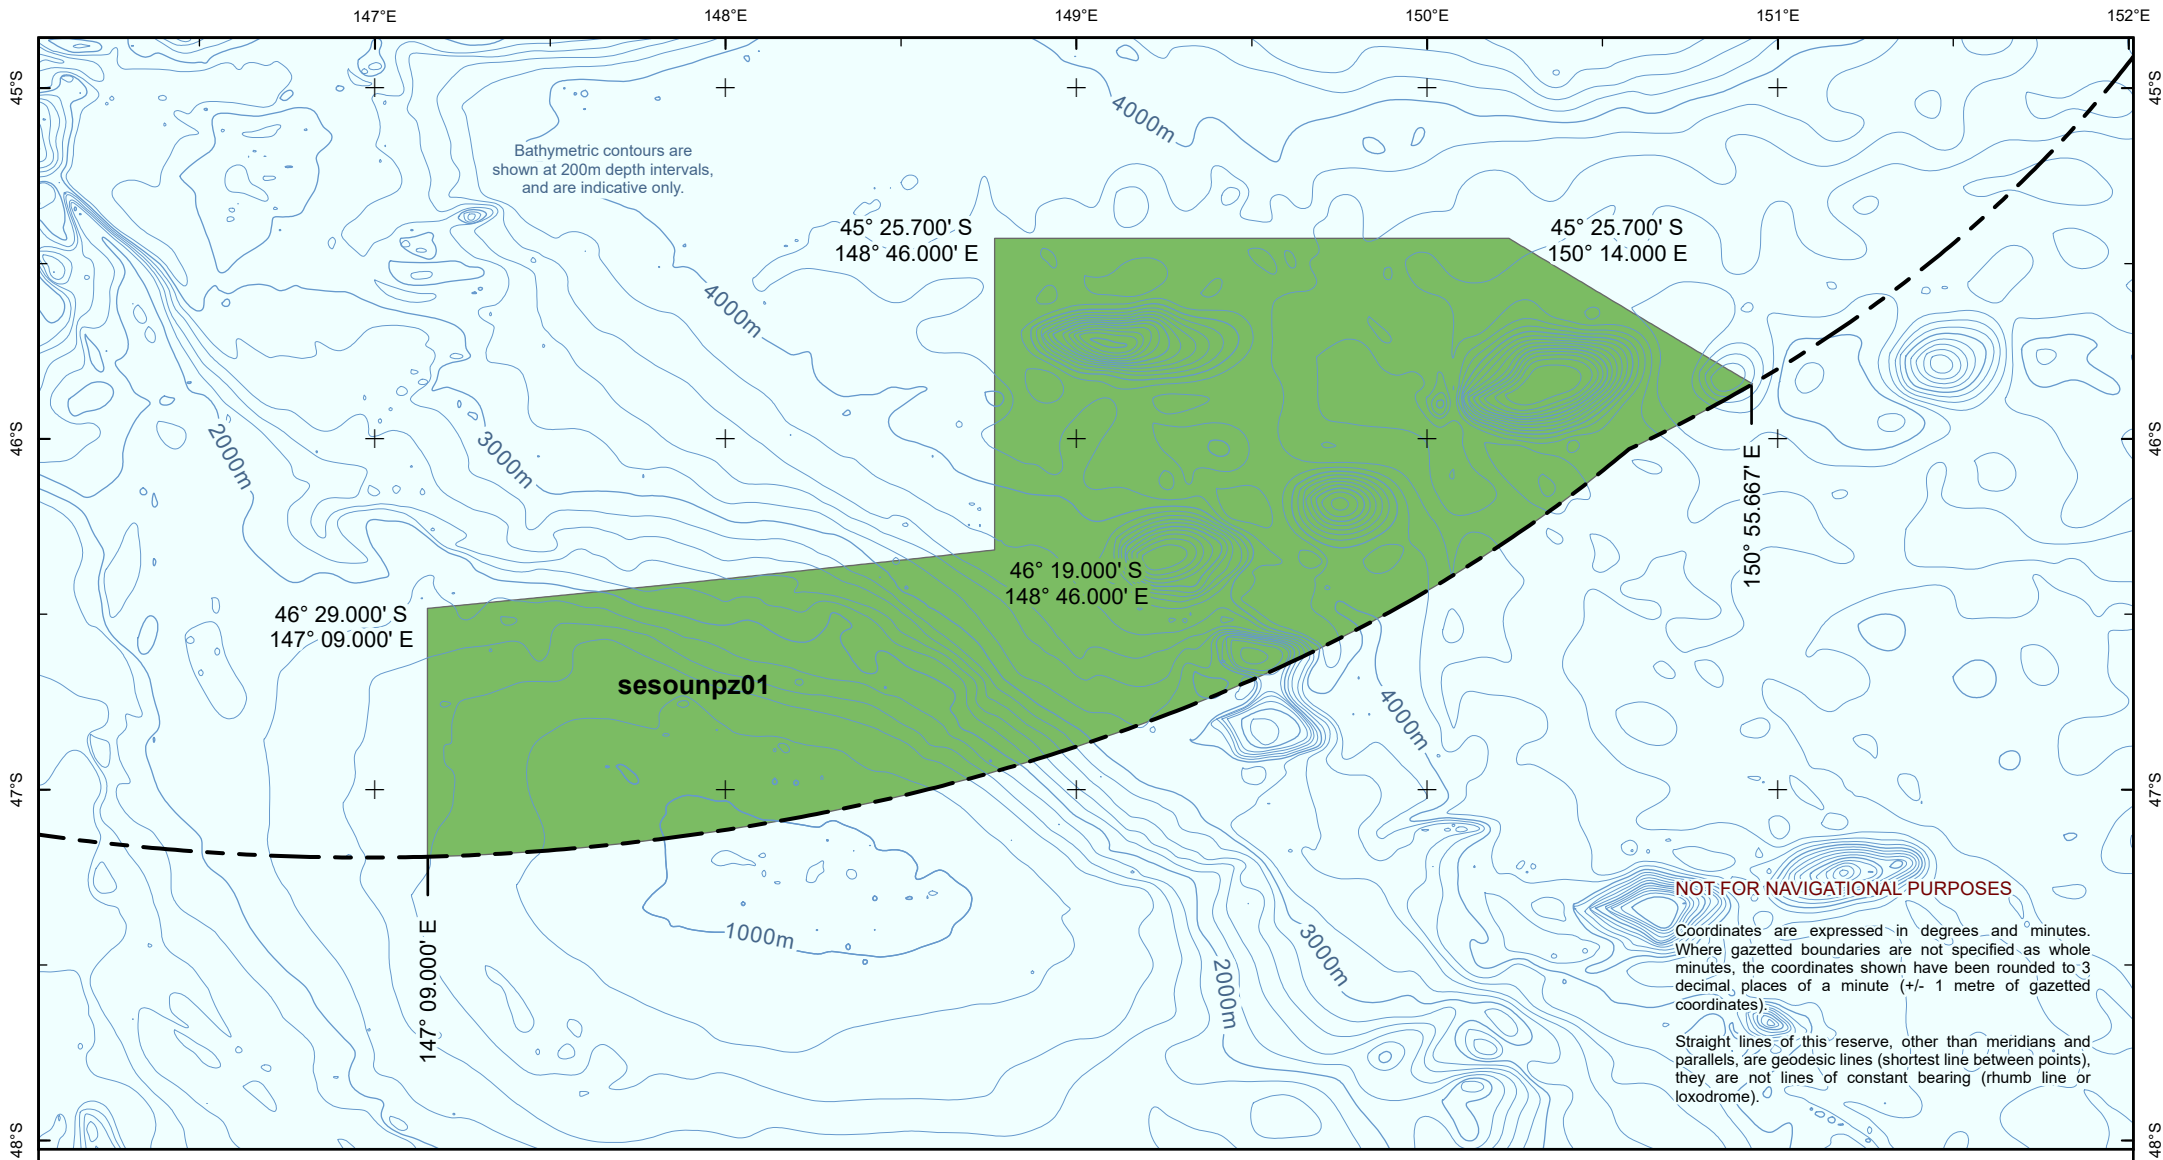 147°E
148°E
149°E
150°E
151°E
152°E
45°S
45°S
4000m
Bathymetric contours are
shown at 200m depth intervals,
and are indicative only.
45° 25.700' S
148° 46.000' E
45° 25.700' S
150° 14.000 E
4000m
46°S
46°S
2000m
3000m
150° 55.667' E
46° 19.000' S
148° 46.000' E
46° 29.000' S
147° 09.000' E
sesounpz01
4000m
47°S
47°S
NOT FOR NAVIGATIONAL PURPOSES
1000m
147° 09.000' E
2000m
3000m
Coordinates are expressed in degrees and minutes.
Where gazetted boundaries are not specified as whole
minutes, the coordinates shown have been rounded to 3
decimal places of a minute (+/- 1 metre of gazetted
coordinates).
Straight lines of this reserve, other than meridians and
parallels, are geodesic lines (shortest line between points),
they are not lines of constant bearing (rhumb line or
loxodrome).
48°S
48°S